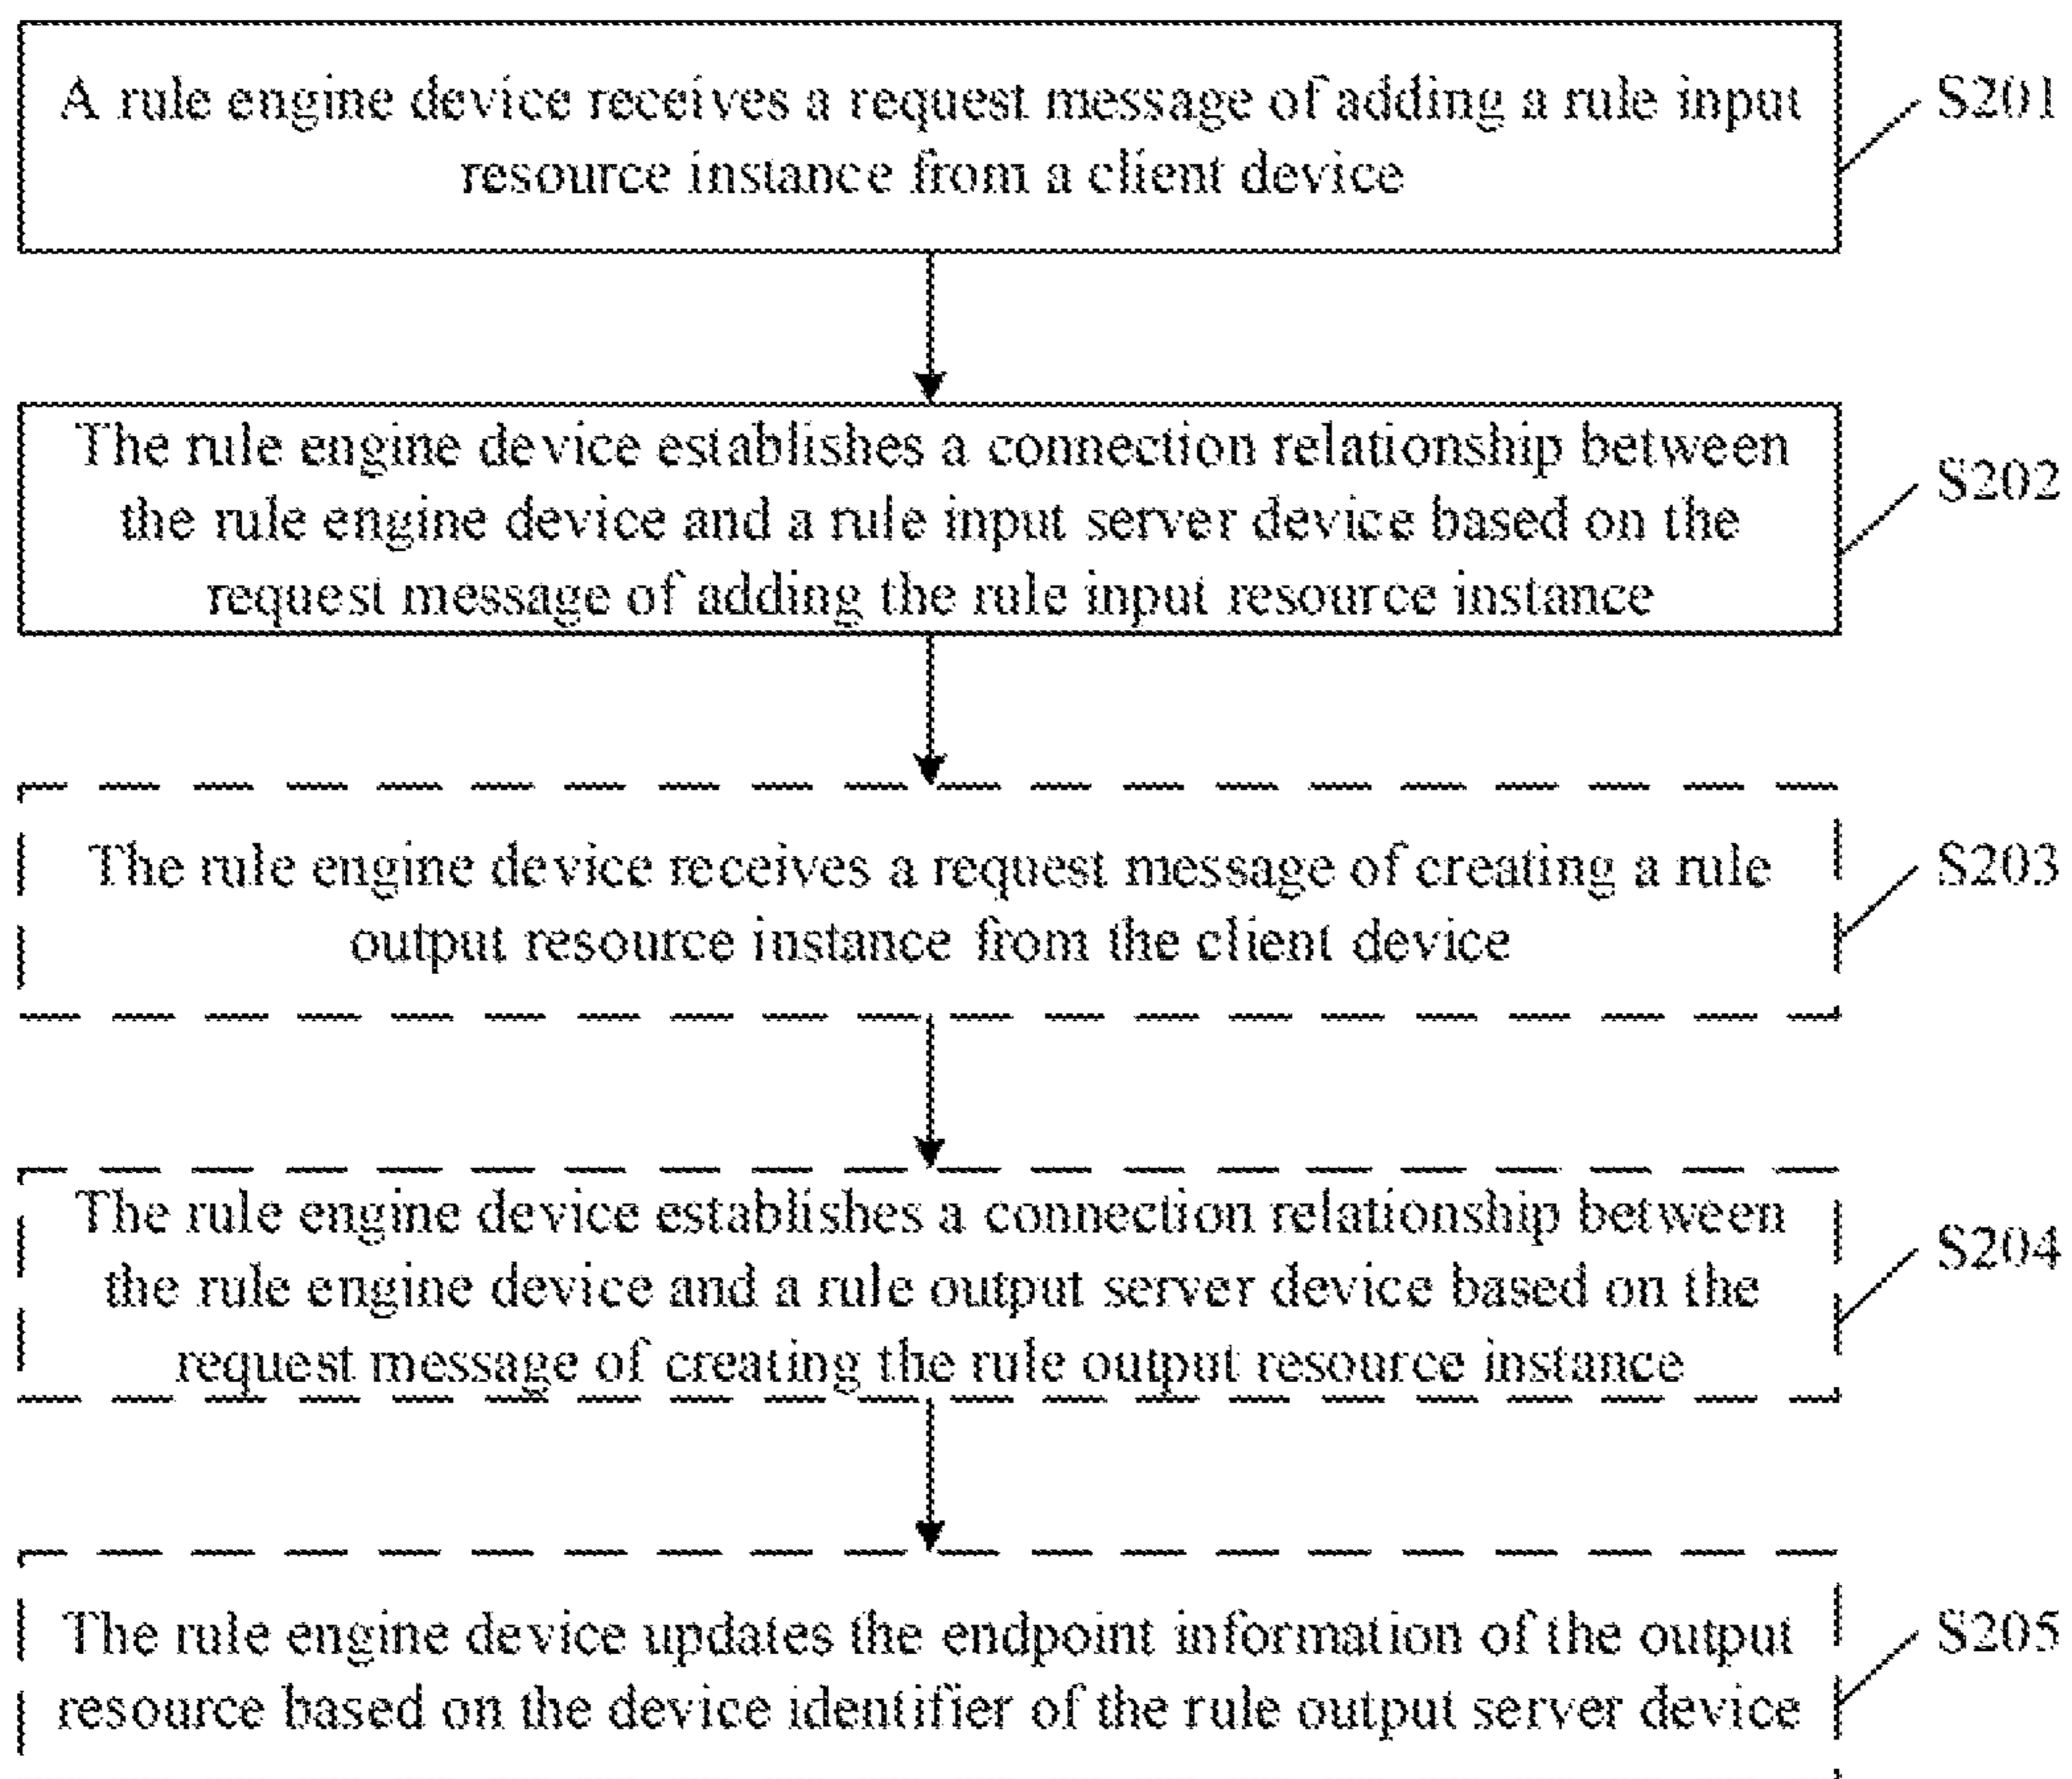 A rule engine device receives a request message of adding a rule input
resource instance from a client device
S201
The rule engine device establishes a connection relationship between
the rule engine device and a rule input server device based on the
request message of adding the rule input resource instance
S202
The rule engine device receives a request message of creating a rule
output resource instance from the client device
S203
The rule engine device establishes a connection relationship between
the rule engine device and a rule output server device based on the
request message of creating the rule output resource instance
S204
The rule engine device updates the endpoint information of the output
resource based on the device identifier of the rule output server device
S205